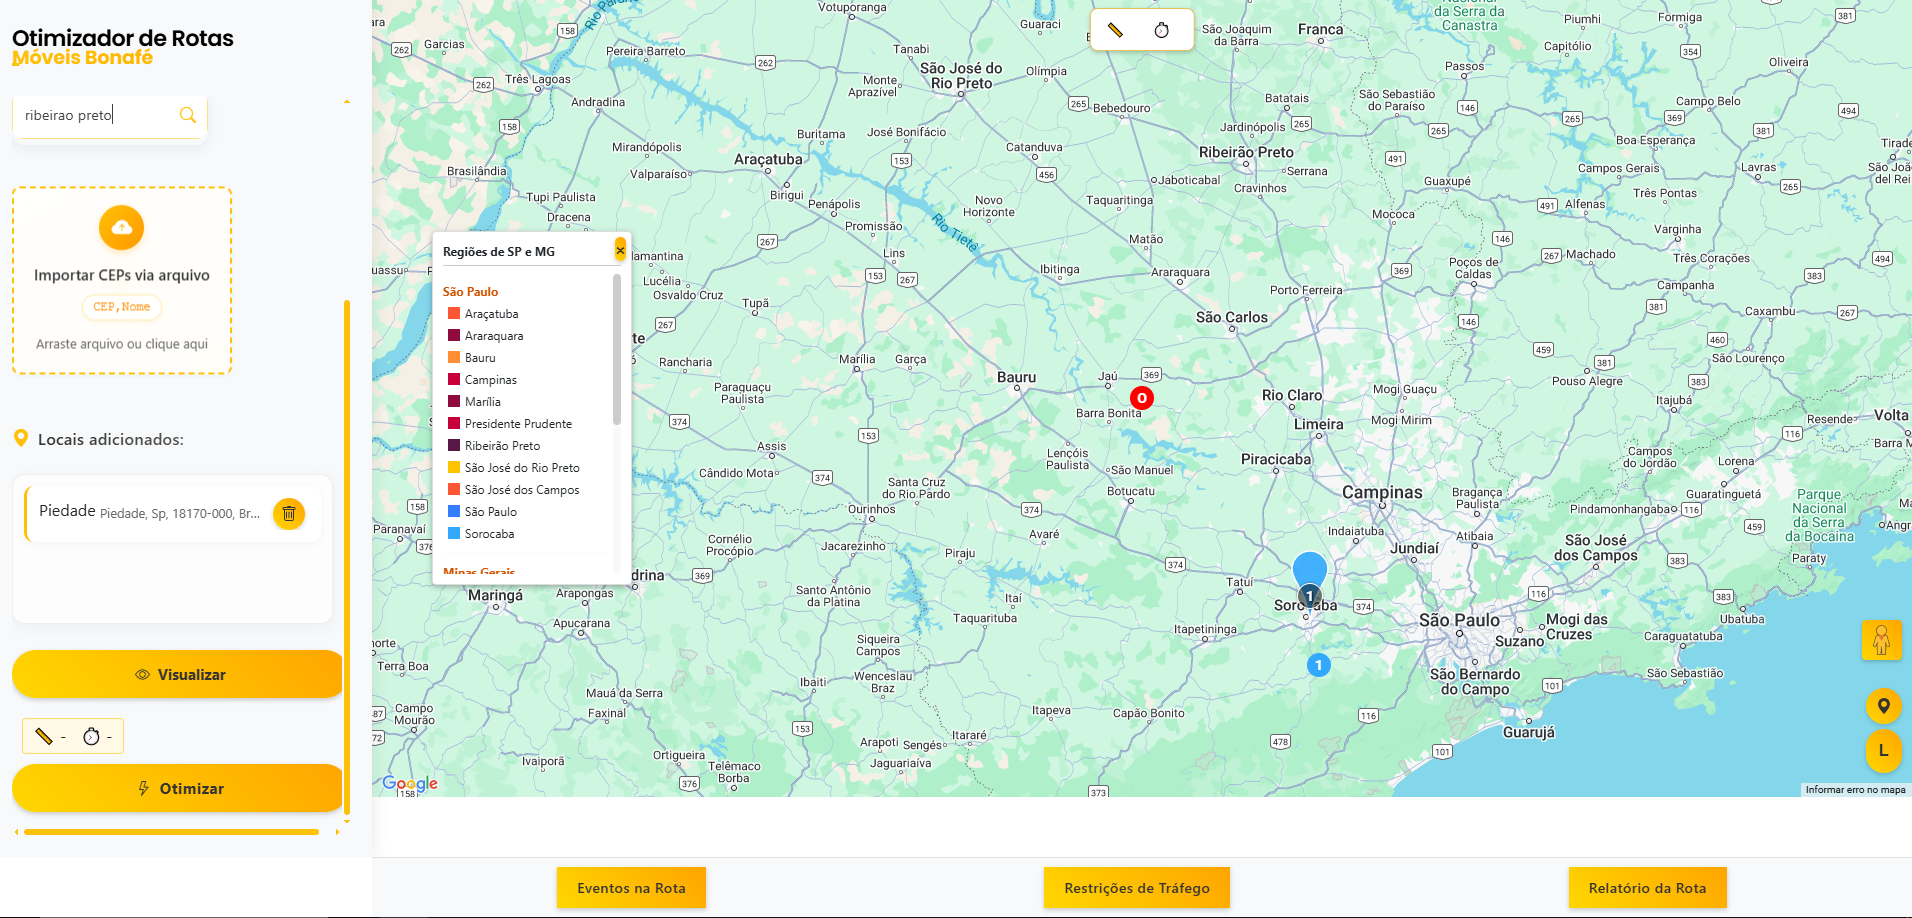 Otimizador de Rotas
Móveis Bonafé
ribeirao preto
Importar CEPs via arquivo
CEP,Nome
Arraste arquivo ou clique aqui
Locais adicionados:
Piedade Piedade, Sp, 18170-000, Br...
Visualizar
- -
Otimizar
Regiões de SP e MG
×
São Paulo
Araçatuba
Araraquara
Bauru
Campinas
Marília
Presidente Prudente
Ribeirão Preto
São José do Rio Preto
São José dos Campos
São Paulo
Sorocaba
Minas Gerais
Votuporanga
Garcias
Pereira Barreto
Três Lagoas
Andradina
Tanabi
São José do
Rio Preto
Olímpia
Monte
Aprazível
Guaraci
Bebedouro
São Joaquim
da Barra
Franca
Nacional
da Serra da
Canastra
Piumhi
Formiga
Capitólio
Oliveira
Passos
São Sebastião
do Paraíso
Batatais
Jardinópolis
Campo Belo
Boa Esperança
Campos Gerais
Lavras
Três Pontas
Alfenas
Varginha
Três Corações
Machado
Campanha
Caxambu
São Lourenço
Pouso Alegre
Itajubá
Guaxupé
Mococa
Poços de
Caldas
Ribeirão Preto
Serrana
Cravinhos
Jaboticabal
Taquaritinga
Matão
Araraquara
Ibitinga
Porto Ferreira
São Carlos
Catanduva
José Bonifácio
Buritama
Mirandópolis
Araçatuba
Valparaíso
Birigui
Penápolis
Promissão
Novo
Horizonte
Rio Tietê
Lins
Brasilândia
Tupi Paulista
Dracena
Lucélia
Osvaldo Cruz
Tupã
Rancharia
Marília
Garça
Paraguaçu
Paulista
Assis
Cândido Mota
Bauru
Jaú
0
Barra Bonita
Lençóis
Paulista
São Manuel
Botucatu
Rio Claro
Limeira
Piracicaba
Mogi Guaçu
Mogi Mirim
Campinas
Bragança
Paulista
Indaiatuba
Jundiaí
Atibaia
São José
dos Campos
Pindamonhangaba
Guaratinguetá
Lorena
Campos
do Jordão
Resende
Volta
Parque
Nacional
da Serra
da Bocaina
Paraty
Ubatuba
Caraguatatuba
São Sebastião
Mogi das
Cruzes
Suzano
São Paulo
São Bernardo
do Campo
Guarujá
Tatuí
1
Sorocaba
1
Itapetininga
Avaré
Santa Cruz
do Rio Pardo
Ourinhos
Jacarezinho
Cornélio
Procópio
Piraju
Itaí
Taquarituba
Santo Antônio
da Platina
Siqueira
Campos
Wenceslau
Braz
Ibaiti
Itapeva
Capão Bonito
Itararé
Sengés
Arapoti
Jaguariaíva
Telêmaco
Borba
Ortigueira
Ivaiporã
Mauá da Serra
Faxinal
Apucarana
Arapongas
Maringá
Paranavaí
Terra Boa
Campo
Mourão
Google
L
Informar erro no mapa
Eventos na Rota
Restrições de Tráfego
Relatório da Rota